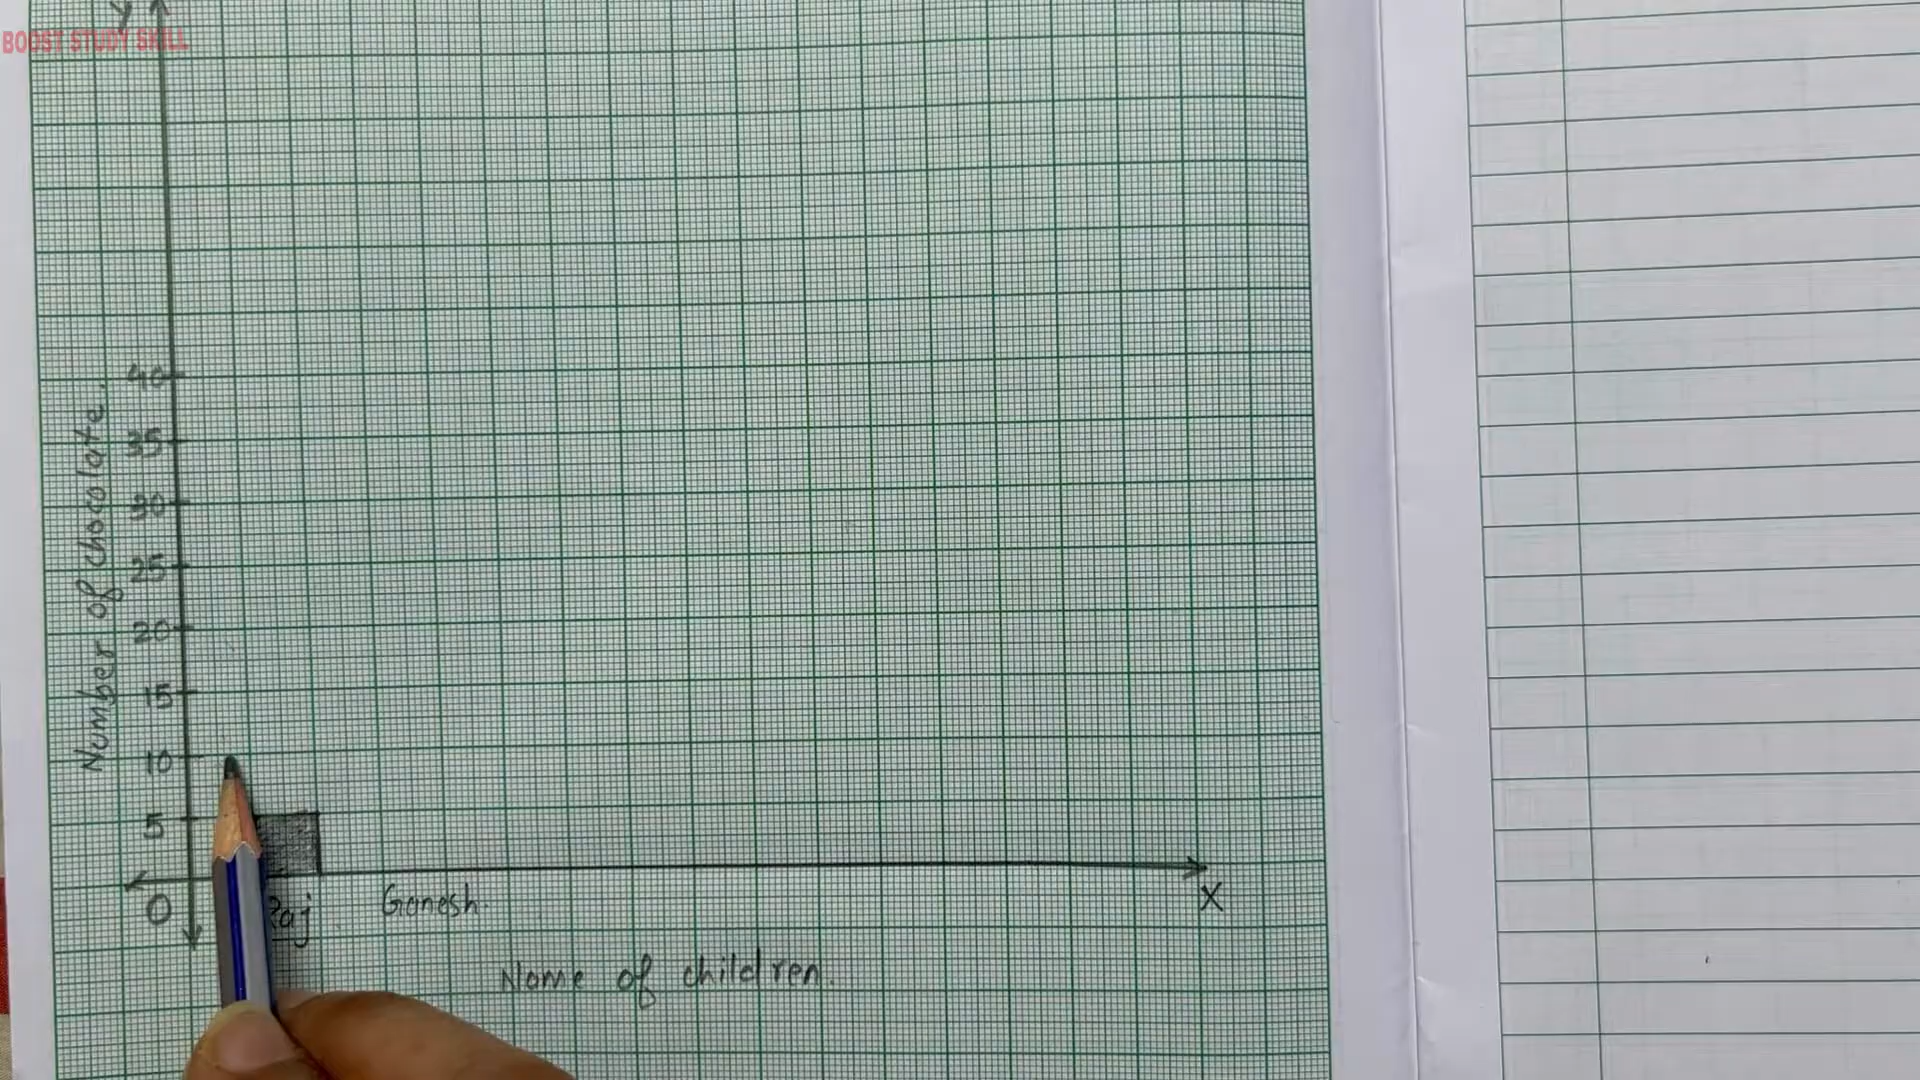 Y
BOOST STUDY SKILL
Number of chocolate.
40
35
30
25
20
15
10
5
O
Raj
Ganesh.
X
Name of children.